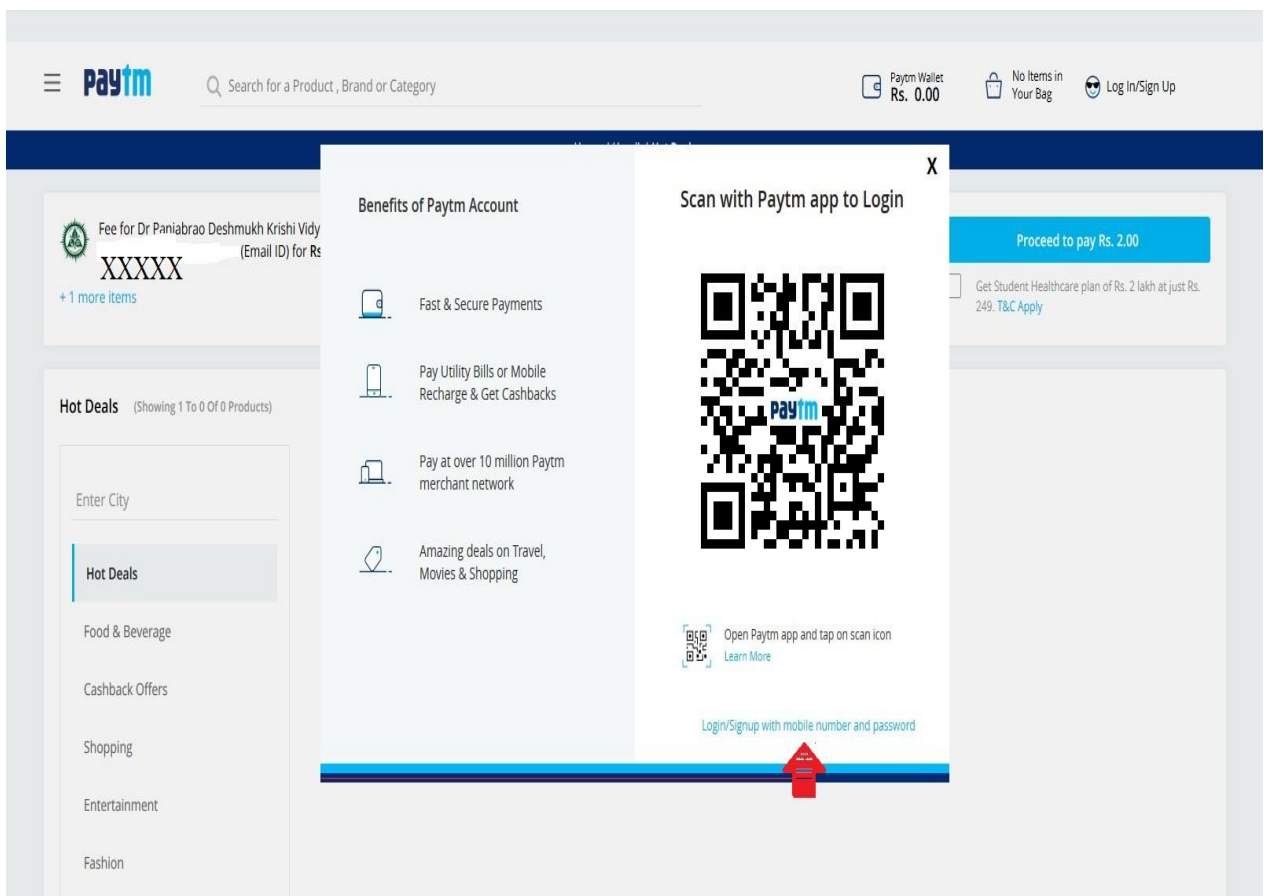 Paytm
Search for a Product , Brand or Category
Paytm Wallet
Rs. 0.00
No Items in
Your Bag
Log In/Sign Up
Fee for Dr Panjabrao Deshmukh Krishi Vidy
XXXXX
(Email ID) for Rs
+ 1 more items
Benefits of Paytm Account
Fast & Secure Payments
Pay Utility Bills or Mobile
Recharge & Get Cashbacks
Pay at over 10 million Paytm
merchant network
Amazing deals on Travel,
Movies & Shopping
X
Scan with Paytm app to Login
Paytm
Open Paytm app and tap on scan icon
Learn More
Login/Signup with mobile number and password
Proceed to pay Rs. 2.00
Get Student Healthcare plan of Rs. 2 lakh at just Rs.
249. T&C Apply
Hot Deals (Showing 1 To 0 Of 0 Products)
Enter City
Hot Deals
Food & Beverage
Cashback Offers
Shopping
Entertainment
Fashion